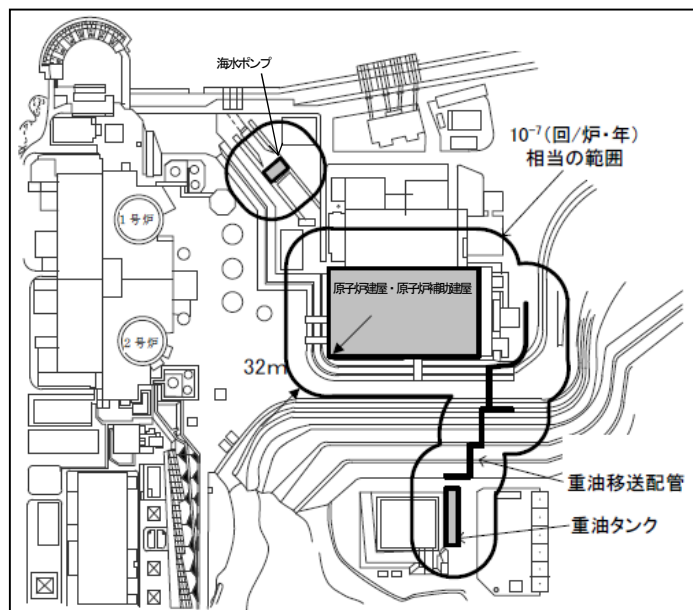 海水ポンプ
10⁻⁷(回/炉・年)
相当の範囲
1号炉
原子炉建屋・原子炉補助建屋
2号炉
32m
重油移送配管
重油タンク